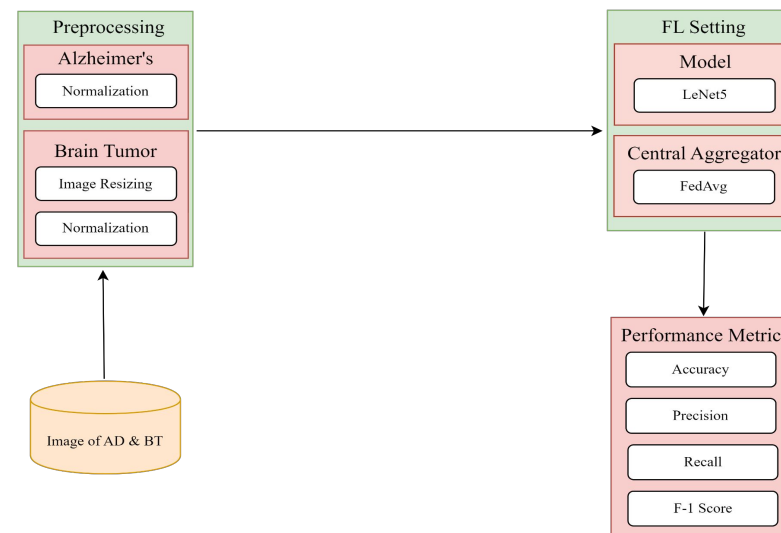 Preprocessing
Alzheimer's
Normalization
Brain Tumor
Image Resizing
Normalization
Image of AD & BT
FL Setting
Model
LeNet5
Central Aggregator
FedAvg
Performance Metric
Accuracy
Precision
Recall
F-1 Score